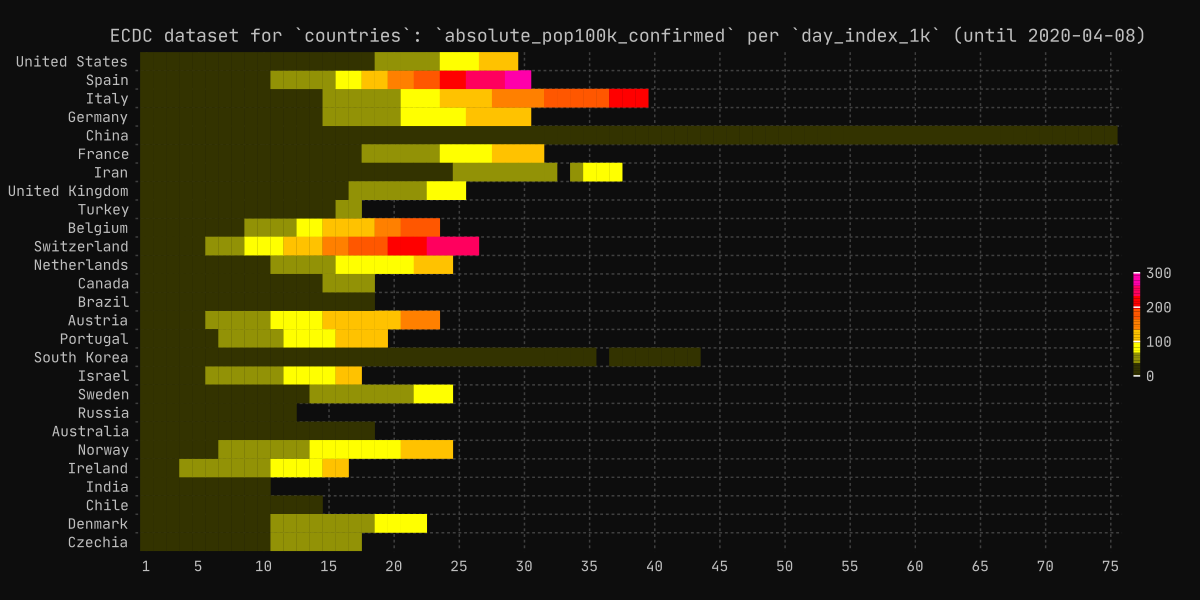 ECDC dataset for `countries`: `absolute_pop100k_confirmed` per `day_index_1k` (until 2020-04-08)
United States
Spain
Italy
Germany
China
France
Iran
United Kingdom
Turkey
Belgium
Switzerland
Netherlands
Canada
Brazil
Austria
Portugal
South Korea
Israel
Sweden
Russia
Australia
Norway
Ireland
India
Chile
Denmark
Czechia
1 5 10 15 20 25 30 35 40 45 50 55 60 65 70 75
300
200
100
0